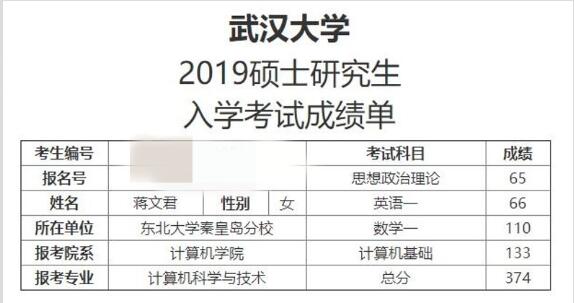 武汉大学
2019硕士研究生
入学考试成绩单
考生编号 考试科目 成绩
报名号 思想政治理论 65
姓名 蒋文君 性别 女 英语一 66
所在单位 东北大学秦皇岛分校 数学一 110
报考院系 计算机学院 计算机基础 133
报考专业 计算机科学与技术 总分 374